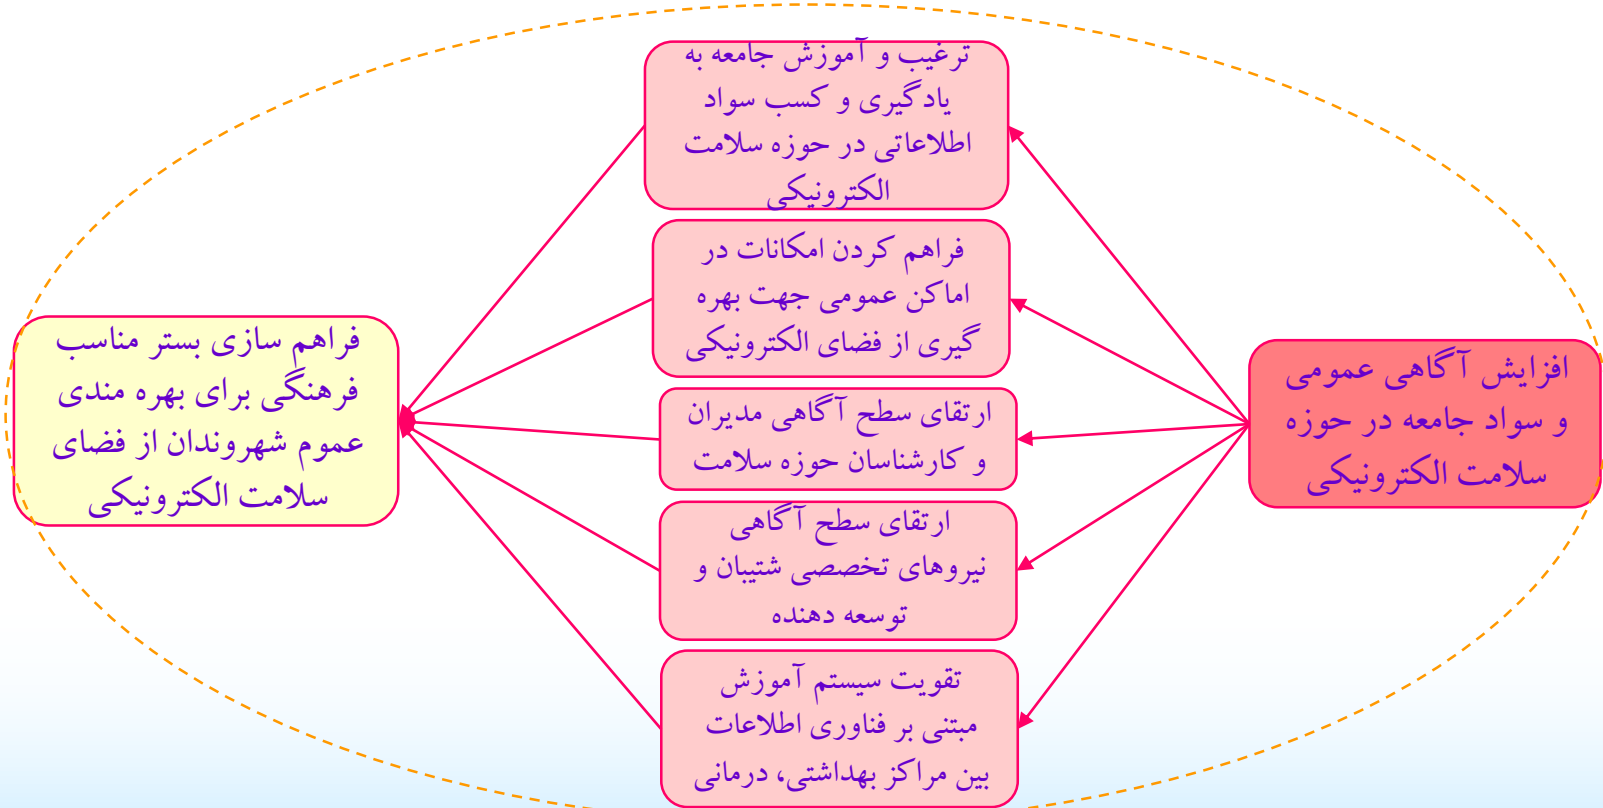 افزایش آگاهی عمومی
و سواد جامعه در حوزه
سلامت الکترونیکی
ترغیب و آموزش جامعه به
یادگیری و کسب سواد
اطلاعاتی در حوزه سلامت
الکترونیکی
فراهم کردن امکانات در
اماکن عمومی جهت بهره
گیری از فضای الکترونیکی
ارتقای سطح آگاهی مدیران
و کارشناسان حوزه سلامت
ارتقای سطح آگاهی
نیروهای تخصصی شتیبان و
توسعه دهنده
تقویت سیستم آموزش
مبتنی بر فناوری اطلاعات
بین مراکز بهداشتی، درمانی
فراهم سازی بستر مناسب
فرهنگی برای بهره مندی
عموم شهروندان از فضای
سلامت الکترونیکی